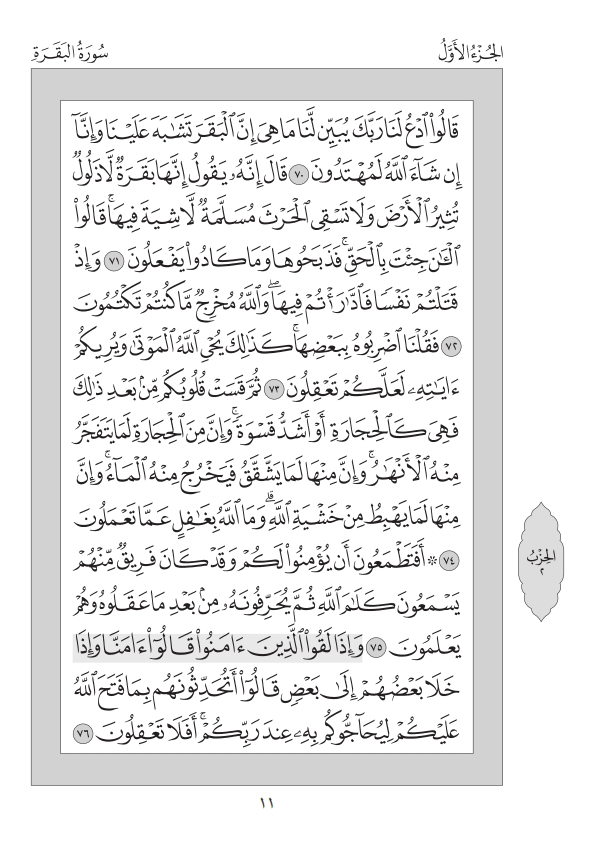 الجُزْءُ الأَوَّلُ
سُورَةُ البَقَرَةِ
قَالُوا۟ ٱدْعُ لَنَا رَبَّكَ يُبَيِّن لَّنَا مَا هِىَ إِنَّ ٱلْبَقَرَ تَشَٰبَهَ عَلَيْنَا وَإِنَّآ
إِن شَآءَ ٱللَّهُ لَمُهْتَدُونَ ٧٠ قَالَ إِنَّهُۥ يَقُولُ إِنَّهَا بَقَرَةٌ لَّا ذَلُولٌ
تُثِيرُ ٱلْأَرْضَ وَلَا تَسْقِى ٱلْحَرْثَ مُسَلَّمَةٌ لَّا شِيَةَ فِيهَاۚ قَالُوا۟
ٱلْـَٰٔنَ جِئْتَ بِٱلْحَقِّۚ فَذَبَحُوهَا وَمَا كَادُوا۟ يَفْعَلُونَ ٧١ وَإِذْ
قَتَلْتُمْ نَفْسًا فَٱدَّٰرَْٰٔتُمْ فِيهَاۖ وَٱللَّهُ مُخْرِجٌ مَّا كُنتُمْ تَكْتُمُونَ
٧٢ فَقُلْنَا ٱضْرِبُوهُ بِبَعْضِهَاۚ كَذَٰلِكَ يُحْىِ ٱللَّهُ ٱلْمَوْتَىٰ وَيُرِيكُمْ
ءَايَٰتِهِۦ لَعَلَّكُمْ تَعْقِلُونَ ٧٣ ثُمَّ قَسَتْ قُلُوبُكُم مِّنۢ بَعْدِ ذَٰلِكَ
فَهِىَ كَٱلْحِجَارَةِ أَوْ أَشَدُّ قَسْوَةًۚ وَإِنَّ مِنَ ٱلْحِجَارَةِ لَمَا يَتَفَجَّرُ
مِنْهُ ٱلْأَنْهَٰرُۚ وَإِنَّ مِنْهَا لَمَا يَشَّقَّقُ فَيَخْرُجُ مِنْهُ ٱلْمَآءُۚ وَإِنَّ
مِنْهَا لَمَا يَهْبِطُ مِنْ خَشْيَةِ ٱللَّهِۗ وَمَا ٱللَّهُ بِغَٰفِلٍ عَمَّا تَعْمَلُونَ
٧٤ * أَفَتَطْمَعُونَ أَن يُؤْمِنُوا۟ لَكُمْ وَقَدْ كَانَ فَرِيقٌ مِّنْهُمْ
يَسْمَعُونَ كَلَٰمَ ٱللَّهِ ثُمَّ يُحَرِّفُونَهُۥ مِنۢ بَعْدِ مَا عَقَلُوهُ وَهُمْ
يَعْلَمُونَ ٧٥ وَإِذَا لَقُوا۟ ٱلَّذِينَ ءَامَنُوا۟ قَالُوٓا۟ ءَامَنَّا وَإِذَا
خَلَا بَعْضُهُمْ إِلَىٰ بَعْضٍ قَالُوٓا۟ أَتُحَدِّثُونَهُم بِمَا فَتَحَ ٱللَّهُ
عَلَيْكُمْ لِيُحَآجُّوكُم بِهِۦ عِندَ رَبِّكُمْۚ أَفَلَا تَعْقِلُونَ ٧٦
الحِزْبُ
٢
١١